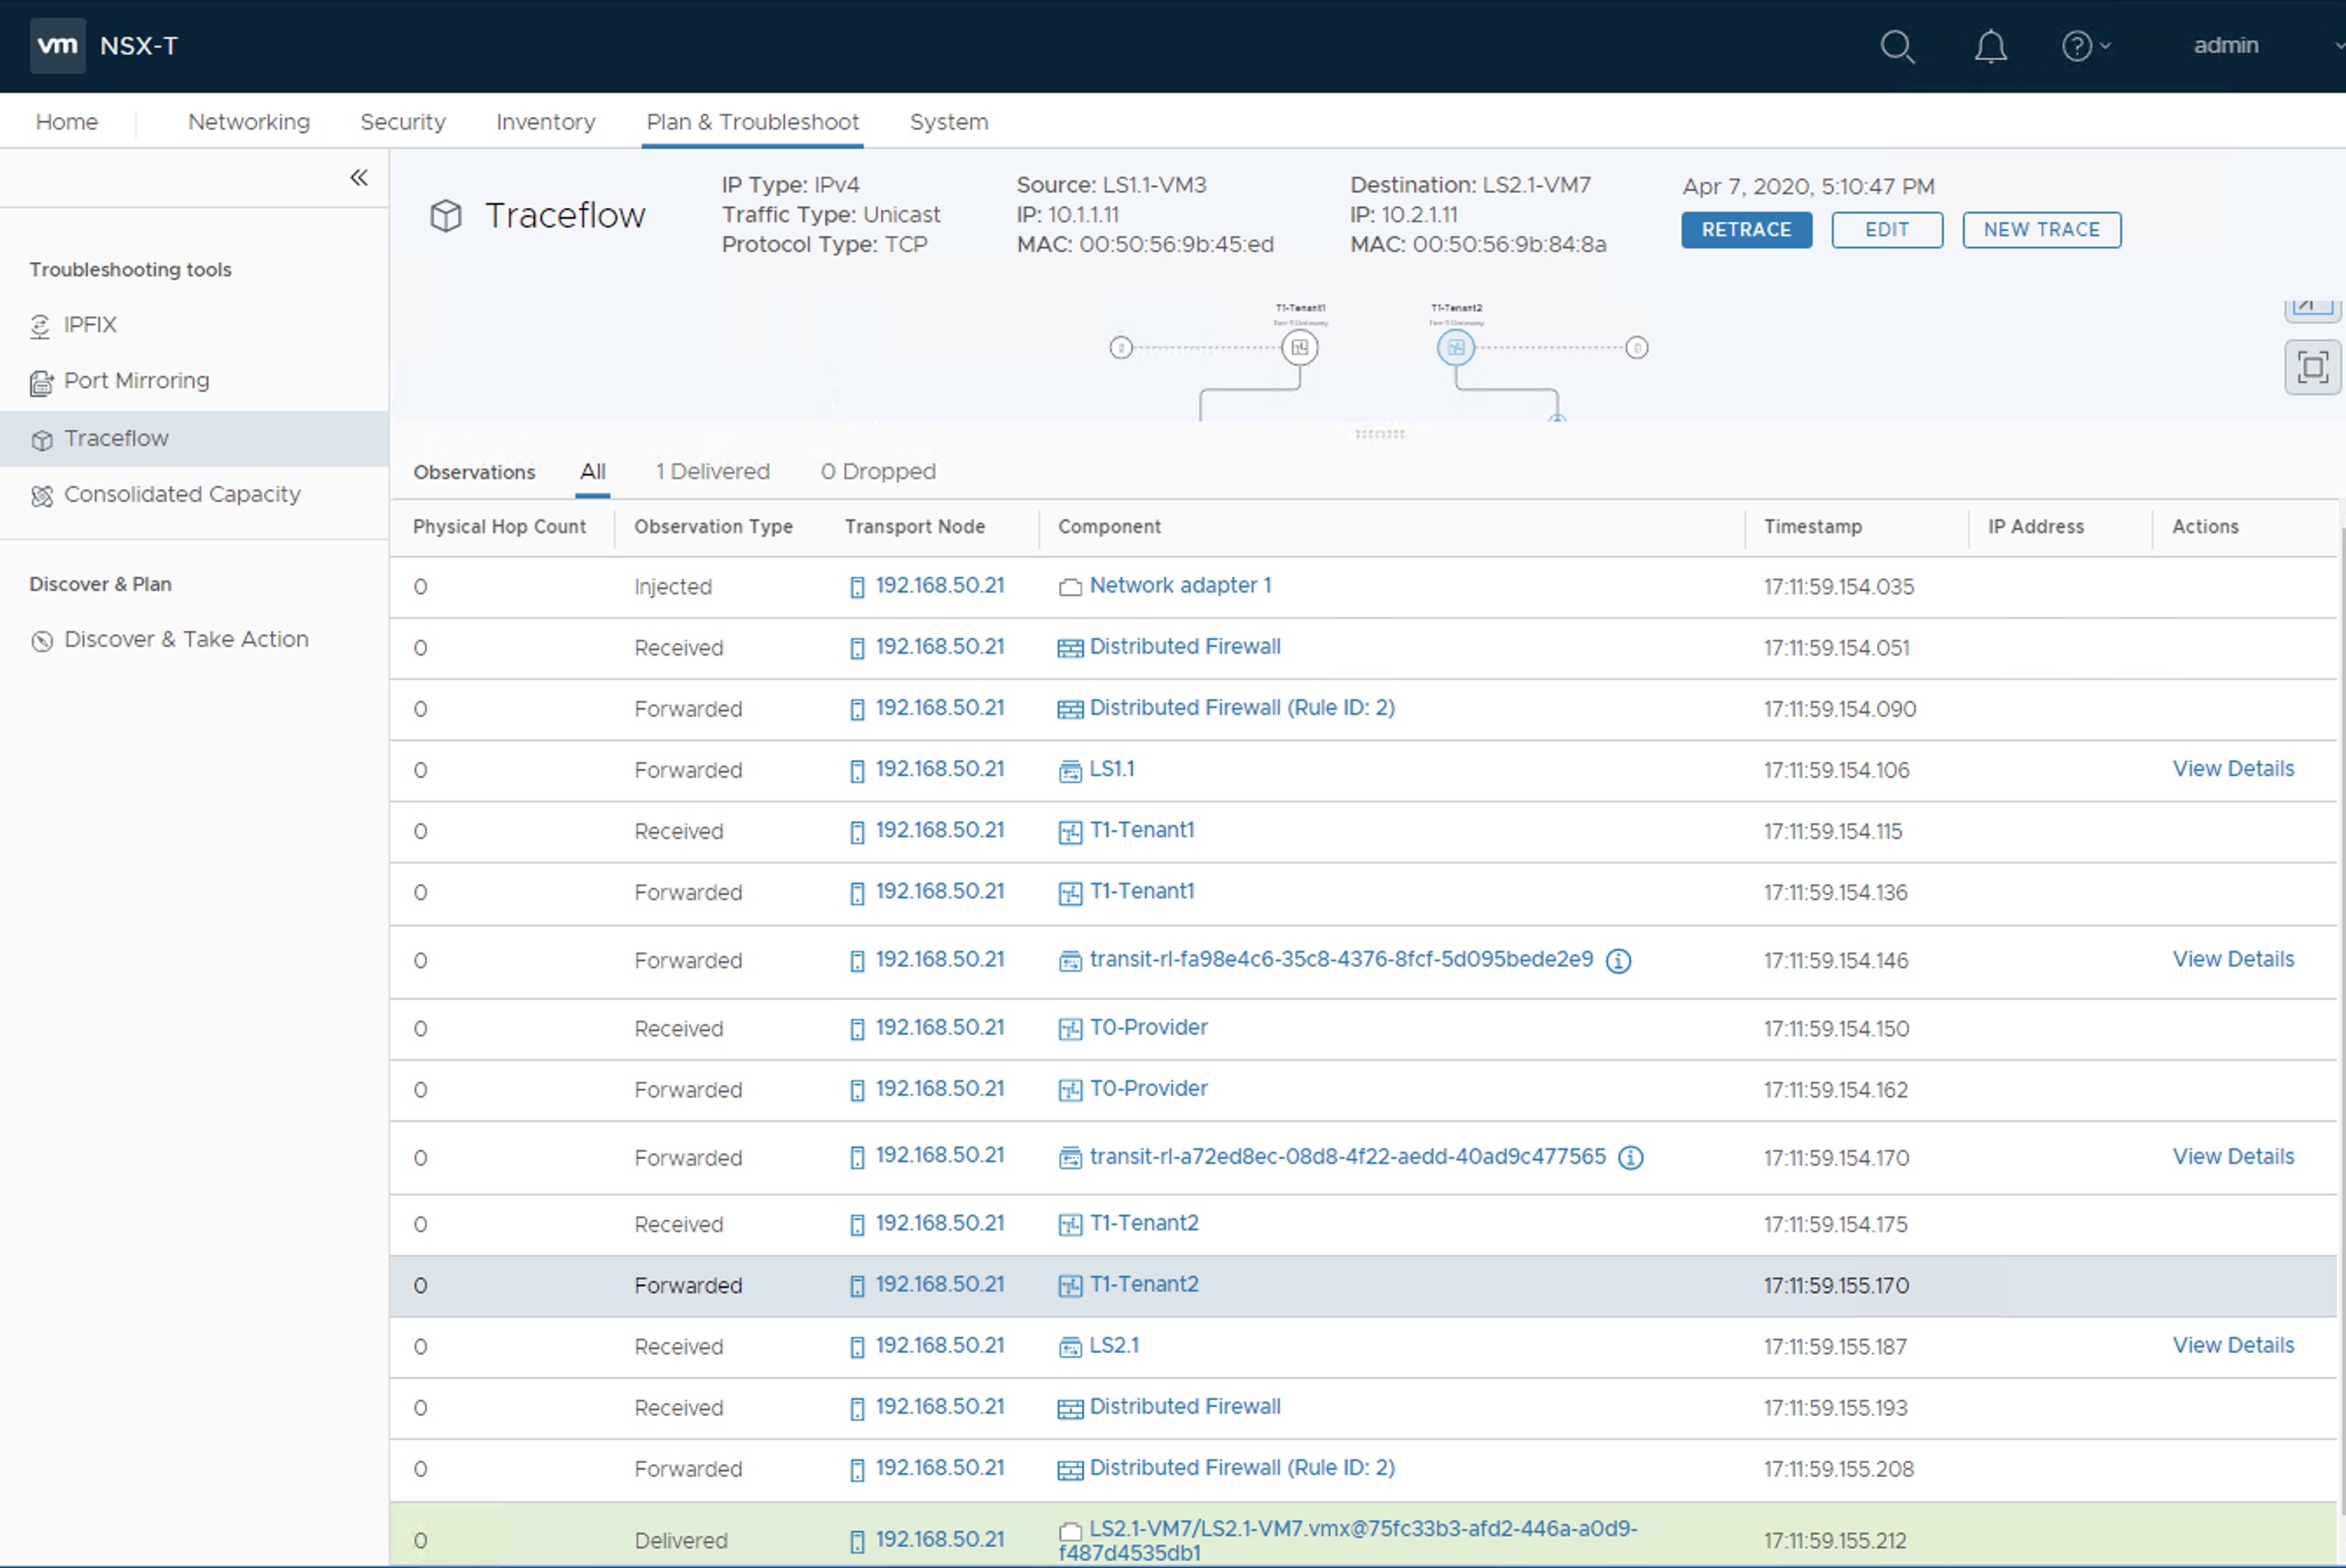 vm NSX-T admin
Home Networking Security Inventory Plan & Troubleshoot System
Troubleshooting tools
IPFIX
Port Mirroring
Traceflow
Consolidated Capacity
Discover & Plan
Discover & Take Action
Traceflow
IP Type: IPv4
Traffic Type: Unicast
Protocol Type: TCP
Source: LS1.1-VM3
IP: 10.1.1.11
MAC: 00:50:56:9b:45:ed
Destination: LS2.1-VM7
IP: 10.2.1.11
MAC: 00:50:56:9b:84:8a
Apr 7, 2020, 5:10:47 PM
RETRACE EDIT NEW TRACE
T1-Tenant1 T1-Tenant2
Observations All 1 Delivered 0 Dropped
Physical Hop Count Observation Type Transport Node Component Timestamp IP Address Actions
0 Injected 192.168.50.21 Network adapter 1 17:11:59.154.035
0 Received 192.168.50.21 Distributed Firewall 17:11:59.154.051
0 Forwarded 192.168.50.21 Distributed Firewall (Rule ID: 2) 17:11:59.154.090
0 Forwarded 192.168.50.21 LS1.1 17:11:59.154.106 View Details
0 Received 192.168.50.21 T1-Tenant1 17:11:59.154.115
0 Forwarded 192.168.50.21 T1-Tenant1 17:11:59.154.136
0 Forwarded 192.168.50.21 transit-rl-fa98e4c6-35c8-4376-8fcf-5d095bede2e9 17:11:59.154.146 View Details
0 Received 192.168.50.21 T0-Provider 17:11:59.154.150
0 Forwarded 192.168.50.21 T0-Provider 17:11:59.154.162
0 Forwarded 192.168.50.21 transit-rl-a72ed8ec-08d8-4f22-aedd-40ad9c477565 17:11:59.154.170 View Details
0 Received 192.168.50.21 T1-Tenant2 17:11:59.154.175
0 Forwarded 192.168.50.21 T1-Tenant2 17:11:59.155.170
0 Received 192.168.50.21 LS2.1 17:11:59.155.187 View Details
0 Received 192.168.50.21 Distributed Firewall 17:11:59.155.193
0 Forwarded 192.168.50.21 Distributed Firewall (Rule ID: 2) 17:11:59.155.208
0 Delivered 192.168.50.21 LS2.1-VM7/LS2.1-VM7.vmx@75fc33b3-afd2-446a-a0d9- 17:11:59.155.212
f487d4535db1